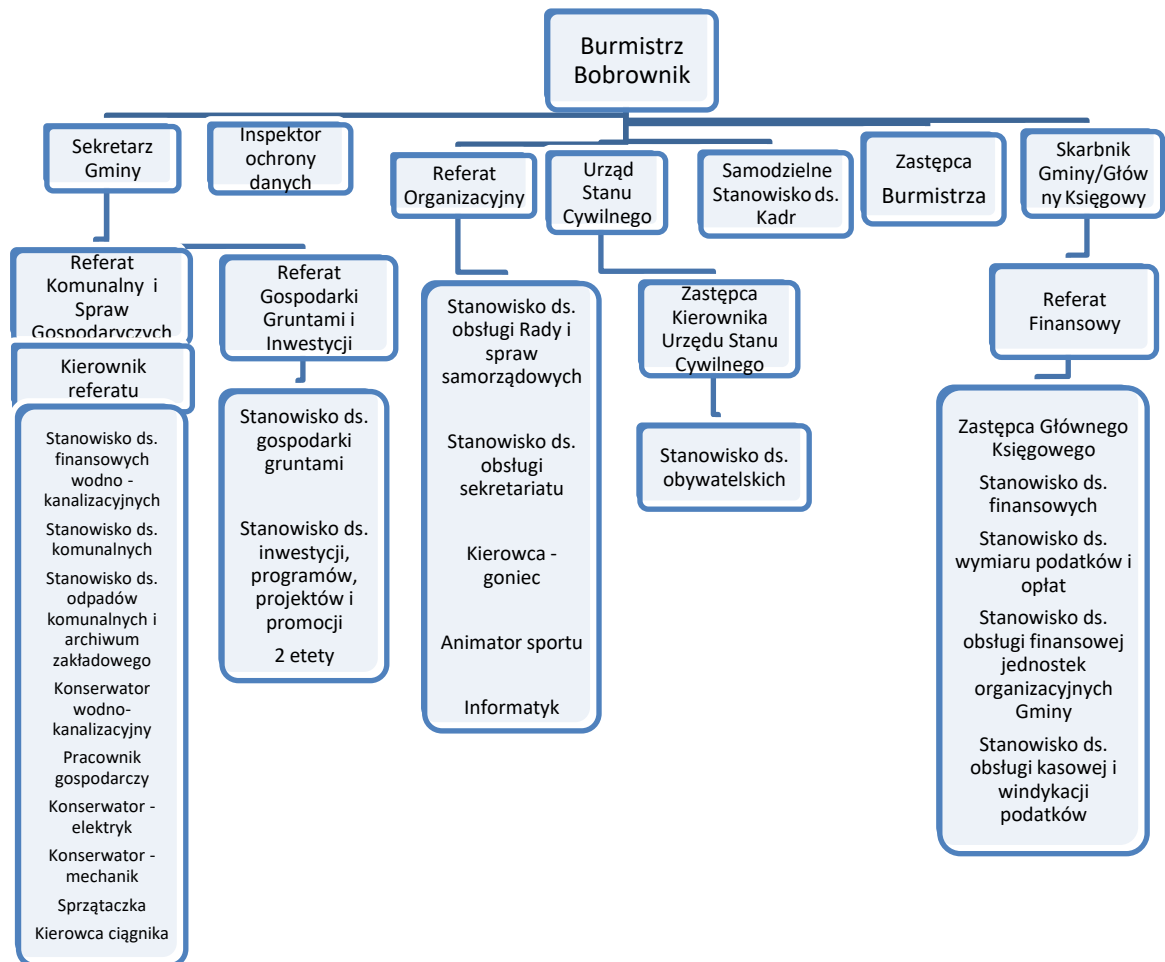 Burmistrz
Bobrownik
Sekretarz
Gminy
Inspektor
ochrony
danych
Referat
Organizacyjny
Urząd
Stanu
Cywilnego
Samodzielne
Stanowisko ds.
Kadr
Zastępca
Burmistrza
Skarbnik
Gminy/Głów
ny Księgowy
Referat
Komunalny i
Spraw
Gospodaryczych
Kierownik
referatu
Stanowisko ds.
finansowych
wodno -
kanalizacyjnych
Stanowisko ds.
komunalnych
Stanowisko ds.
odpadów
komunalnych i
archiwum
zakładowego
Konserwator
wodno-
kanalizacyjny
Pracownik
gospodarczy
Konserwator -
elektryk
Konserwator -
mechanik
Sprzątaczka
Kierowca ciągnika
Referat
Gospodarki
Gruntami i
Inwestycji
Stanowisko ds.
gospodarki
gruntami
Stanowisko ds.
inwestycji,
programów,
projektów i
promocji
2 etety
Stanowisko ds.
obsługi Rady i
spraw
samorządowych
Stanowisko ds.
obsługi
sekretariatu
Kierowca -
goniec
Animator sportu
Informatyk
Zastępca
Kierownika
Urzędu Stanu
Cywilnego
Stanowisko ds.
obywatelskich
Referat
Finansowy
Zastępca Głównego
Księgowego
Stanowisko ds.
finansowych
Stanowisko ds.
wymiaru podatków i
opłat
Stanowisko ds.
obsługi finansowej
jednostek
organizacyjnych
Gminy
Stanowisko ds.
obsługi kasowej i
windykacji
podatków